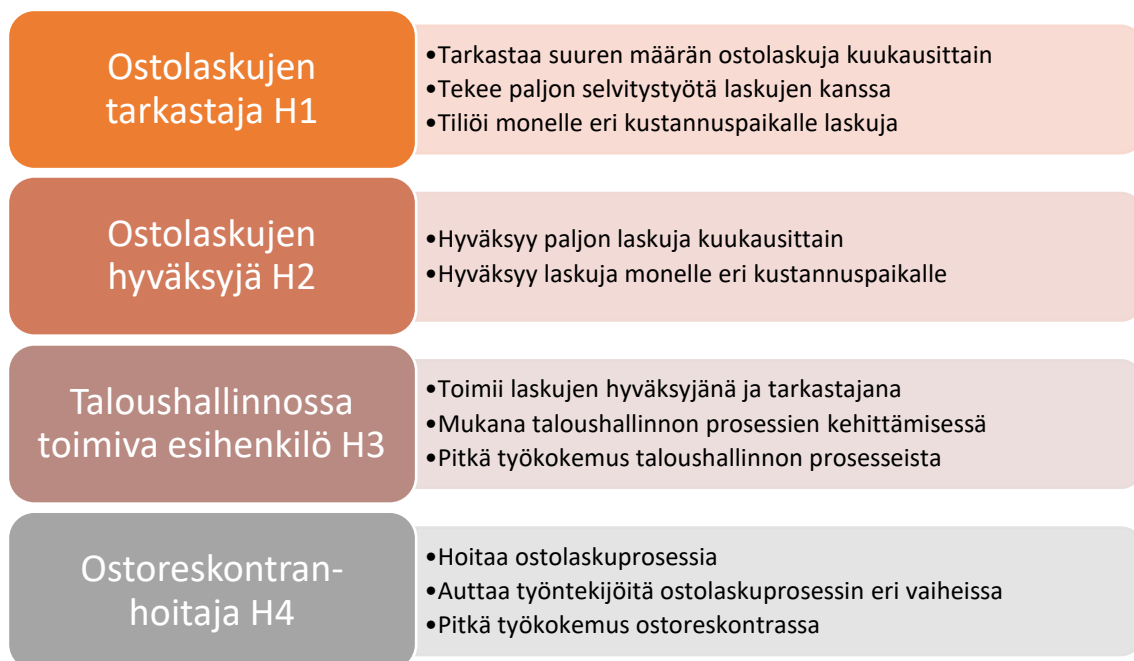 Ostolaskujen
tarkastaja H1
•Tarkastaa suuren määrän ostolaskuja kuukausittain
•Tekee paljon selvitystyötä laskujen kanssa
•Tiliöi monelle eri kustannuspaikalle laskuja
Ostolaskujen
hyväksyjä H2
•Hyväksyy paljon laskuja kuukausittain
•Hyväksyy laskuja monelle eri kustannuspaikalle
Taloushallinnossa
toimiva esihenkilö H3
•Toimii laskujen hyväksyjänä ja tarkastajana
•Mukana taloushallinnon prosessien kehittämisessä
•Pitkä työkokemus taloushallinnon prosesseista
Ostoreskontran-
hoitaja H4
•Hoitaa ostolaskuprosessia
•Auttaa työntekijöitä ostolaskuprosessin eri vaiheissa
•Pitkä työkokemus ostoreskontrassa